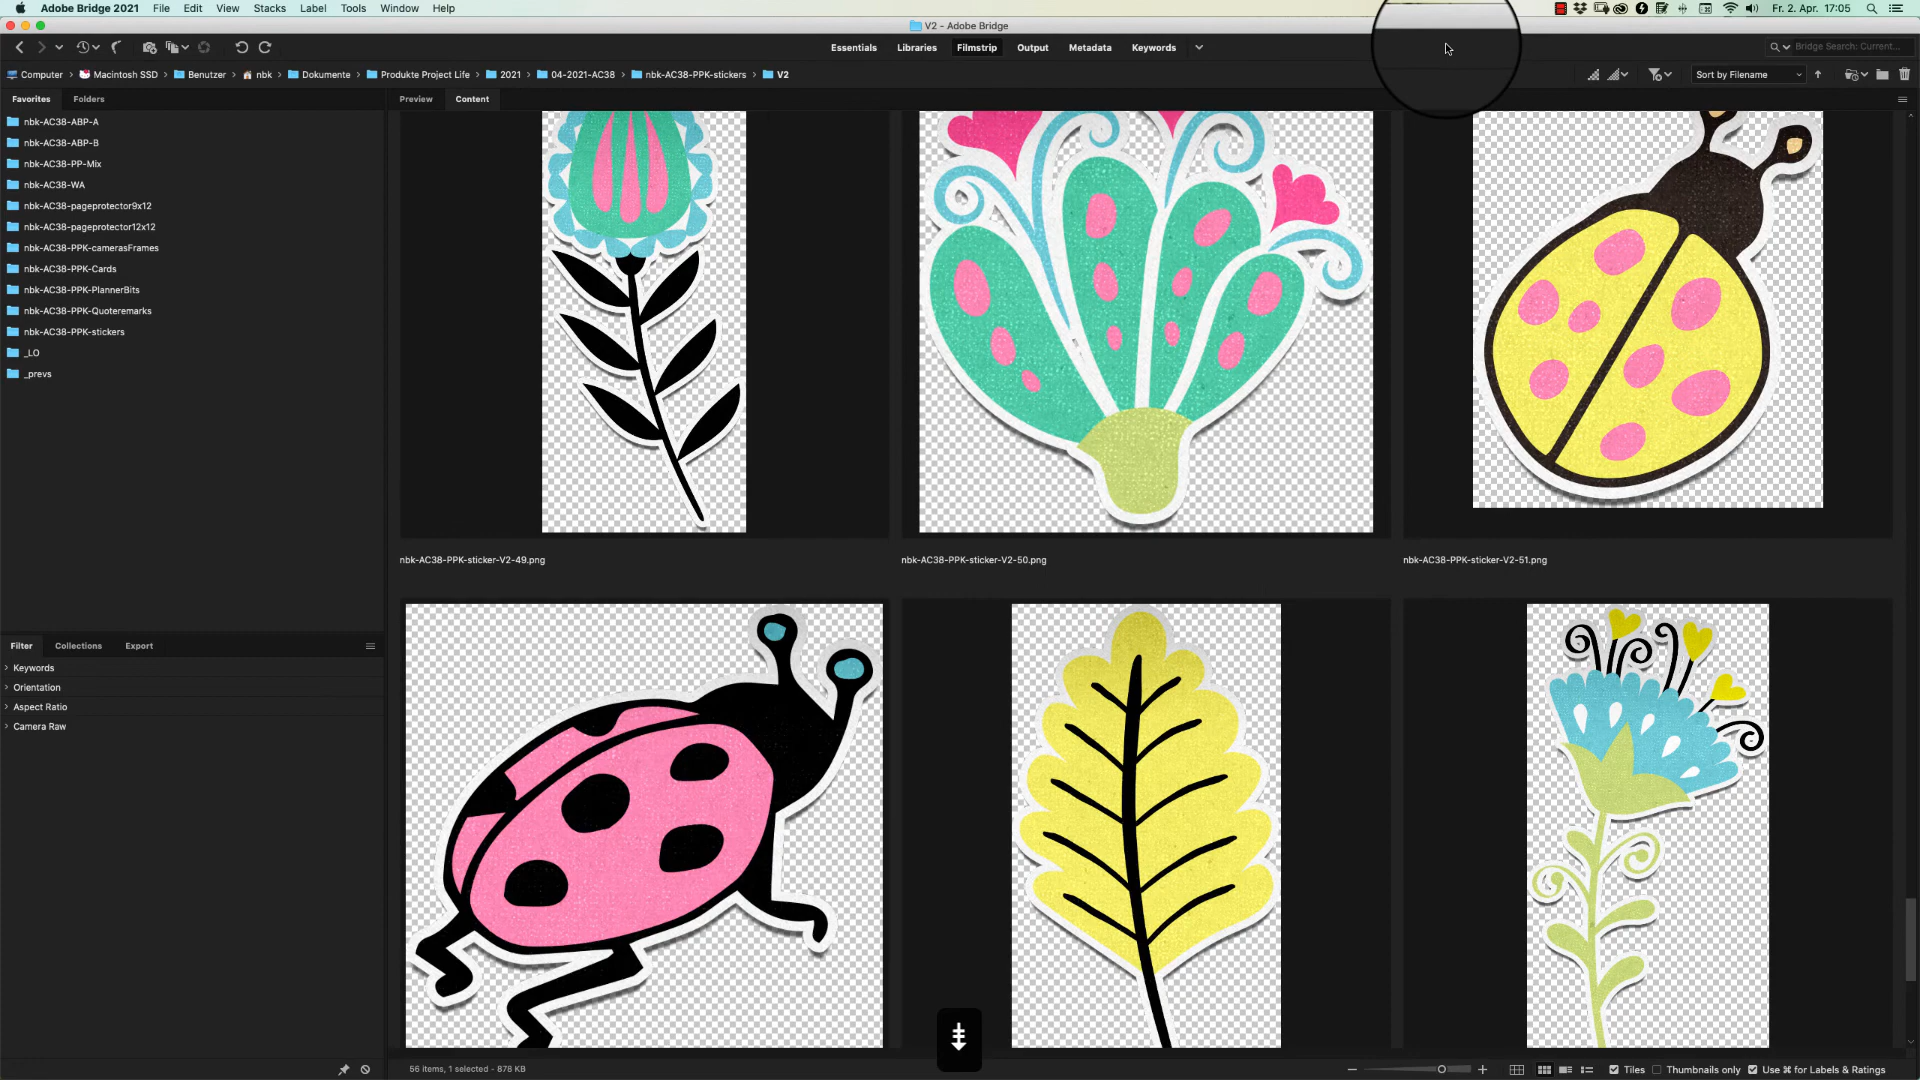 Adobe Bridge 2021 File Edit View Stacks Label Tools Window Help Fr. 2. Apr. 17:05
V2 - Adobe Bridge
Essentials Libraries Filmstrip Output Metadata Keywords Bridge Search: Current...
Computer Macintosh SSD Benutzer nbk Dokumente Produkte Project Life 2021 04-2021-AC38 nbk-AC38-PPK-stickers V2 Sort by Filename
Favorites Folders Preview Content
nbk-AC38-ABP-A
nbk-AC38-ABP-B
nbk-AC38-PP-Mix
nbk-AC38-WA
nbk-AC38-pageprotector9x12
nbk-AC38-pageprotector12x12
nbk-AC38-PPK-camerasFrames
nbk-AC38-PPK-Cards
nbk-AC38-PPK-PlannerBits
nbk-AC38-PPK-Quoteremarks
nbk-AC38-PPK-stickers
_LO
_prevs
nbk-AC38-PPK-sticker-V2-49.png nbk-AC38-PPK-sticker-V2-50.png nbk-AC38-PPK-sticker-V2-51.png
Filter Collections Export
Keywords
Orientation
Aspect Ratio
Camera Raw
56 items, 1 selected - 878 KB Tiles Thumbnails only Use ⌘ for Labels & Ratings